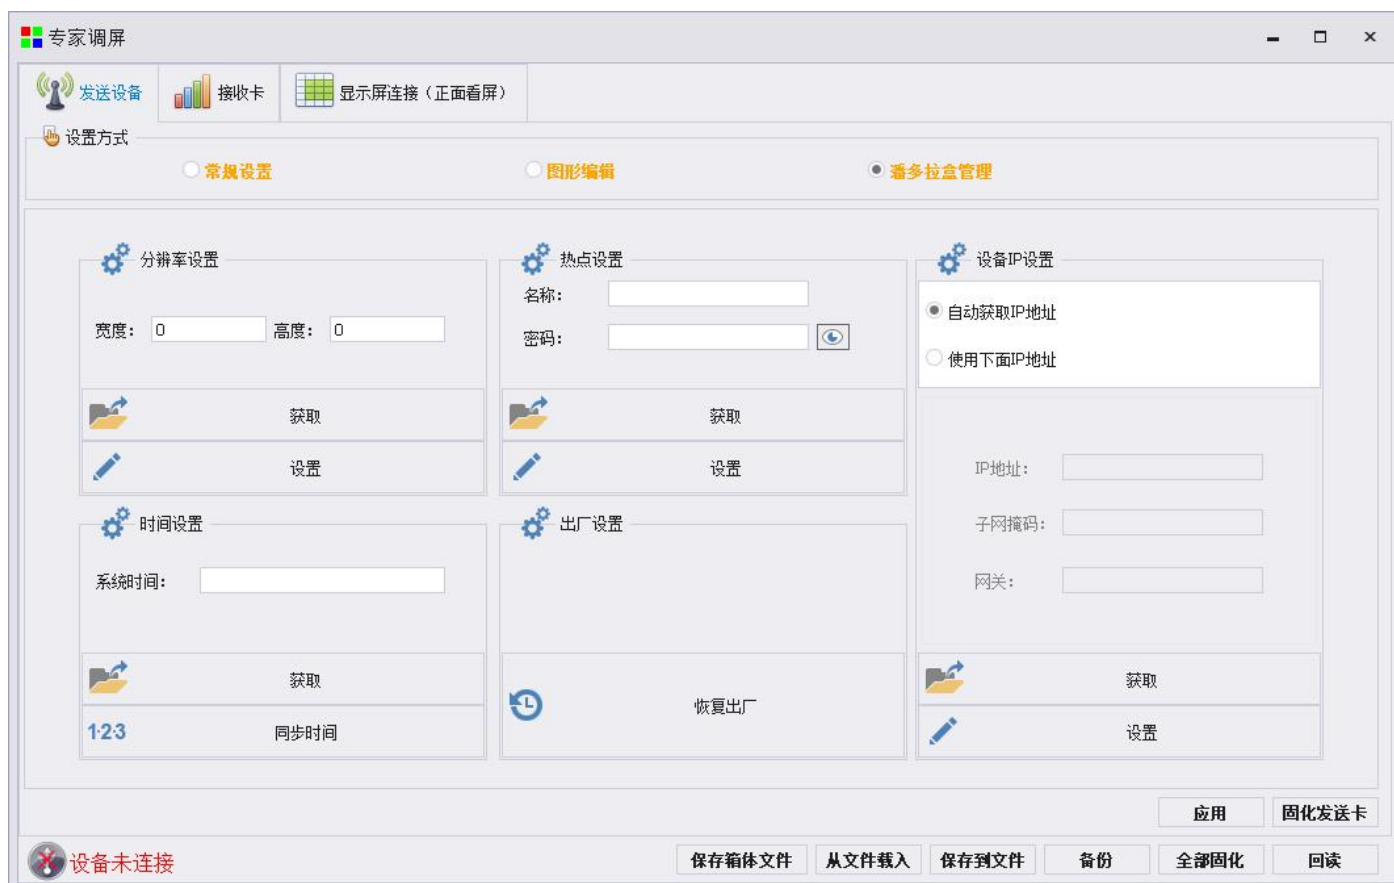 专家调屏
发送设备 接收卡 显示屏连接（正面看屏）
设置方式
常规设置 图形编辑 潘多拉盒管理
分辨率设置
宽度： 0 高度： 0
获取
设置
热点设置
名称：
密码：
获取
设置
设备IP设置
自动获取IP地址
使用下面IP地址
IP地址：
子网掩码：
网关：
获取
设置
时间设置
系统时间：
获取
1·2·3 同步时间
出厂设置
恢复出厂
应用 固化发送卡
设备未连接 保存箱体文件 从文件载入 保存到文件 备份 全部固化 回读